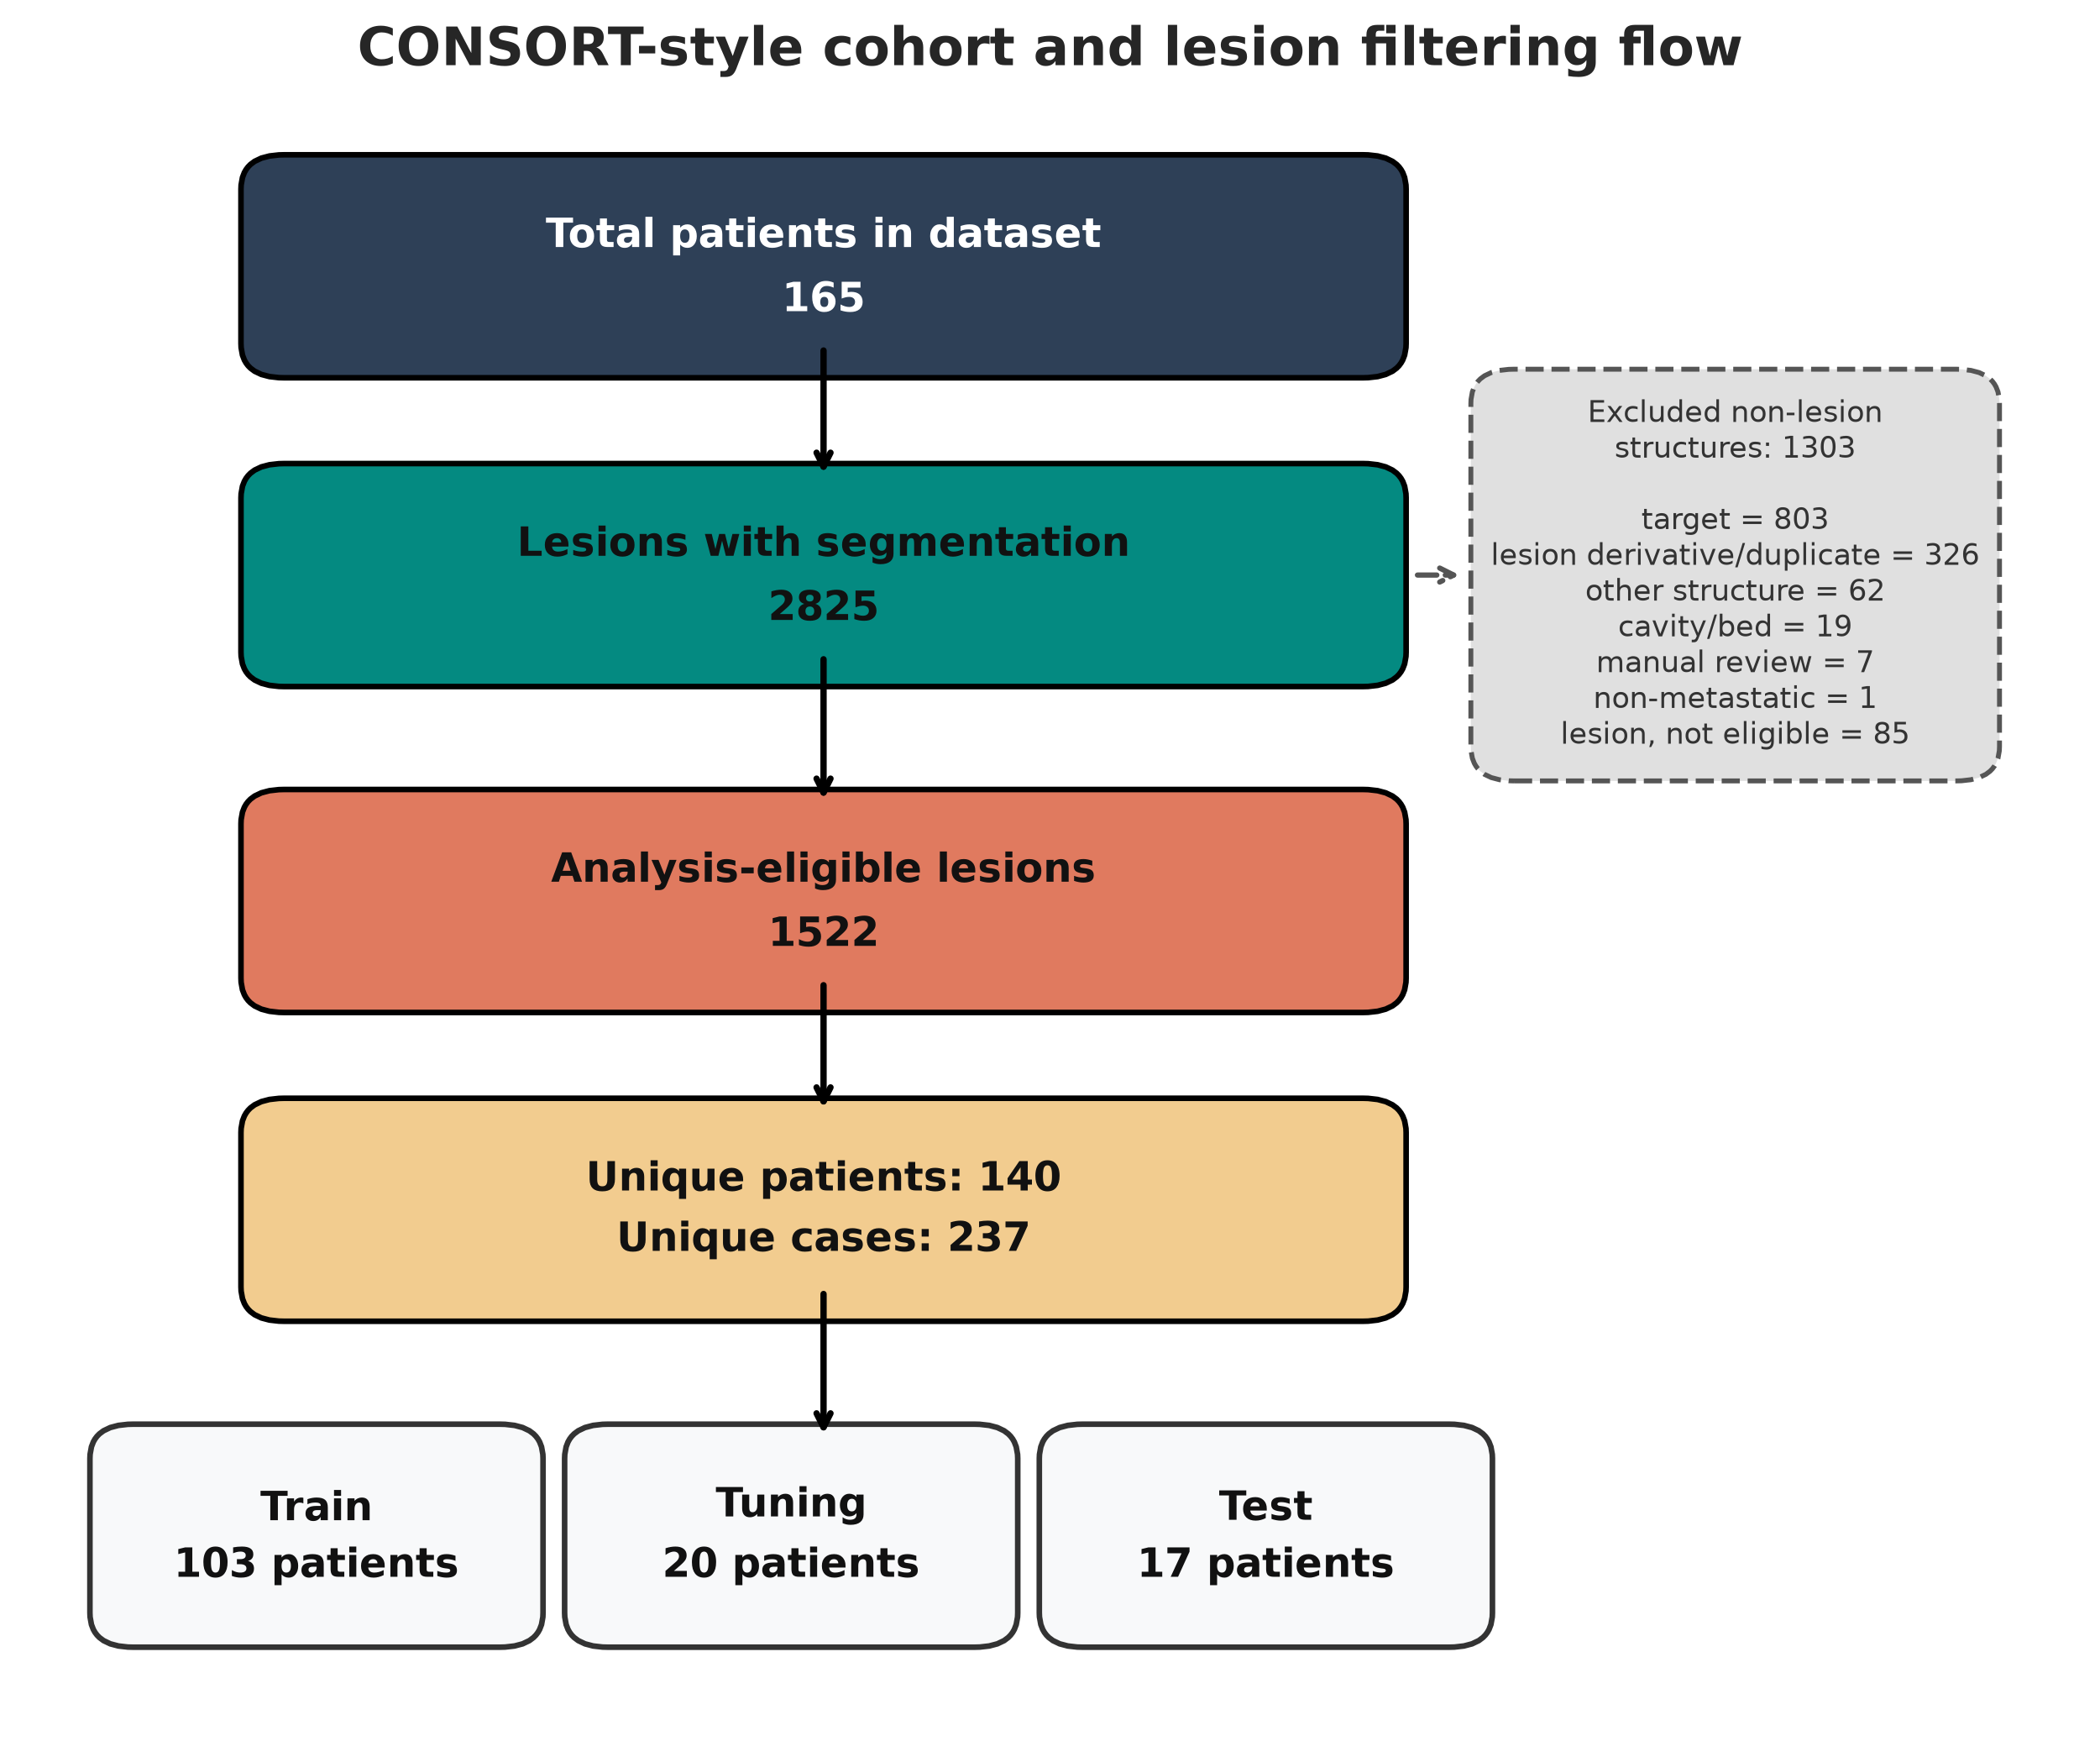 CONSORT-style cohort and lesion filtering flow
Total patients in dataset
165
Lesions with segmentation
2825
Excluded non-lesion
structures: 1303
target = 803
lesion derivative/duplicate = 326
other structure = 62
cavity/bed = 19
manual review = 7
non-metastatic = 1
lesion, not eligible = 85
Analysis-eligible lesions
1522
Unique patients: 140
Unique cases: 237
Train
103 patients
Tuning
20 patients
Test
17 patients